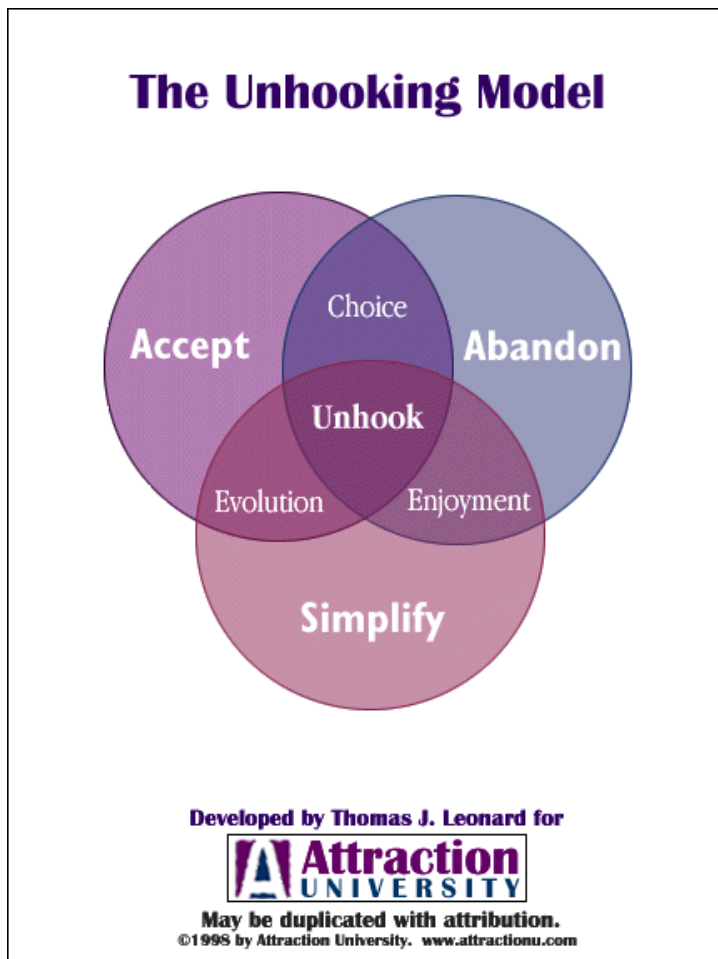 The Unhooking Model
Choice
Accept
Abandon
Unhook
Evolution
Enjoyment
Simplify
Developed by Thomas J. Leonard for
Attraction
UNIVERSITY
May be duplicated with attribution.
©1998 by Attraction University. www.attractionu.com